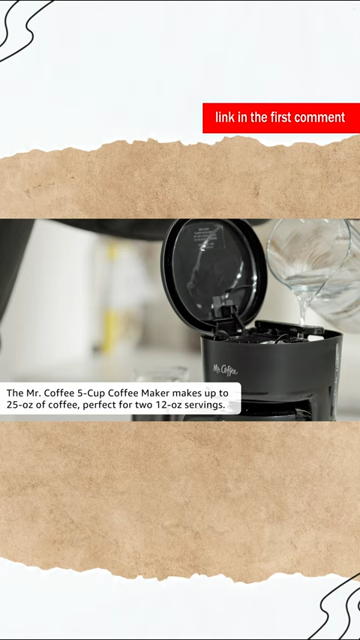 link in the first comment
Mr. Coffee
The Mr. Coffee 5-Cup Coffee Maker makes up to
25-oz of coffee, perfect for two 12-oz servings.